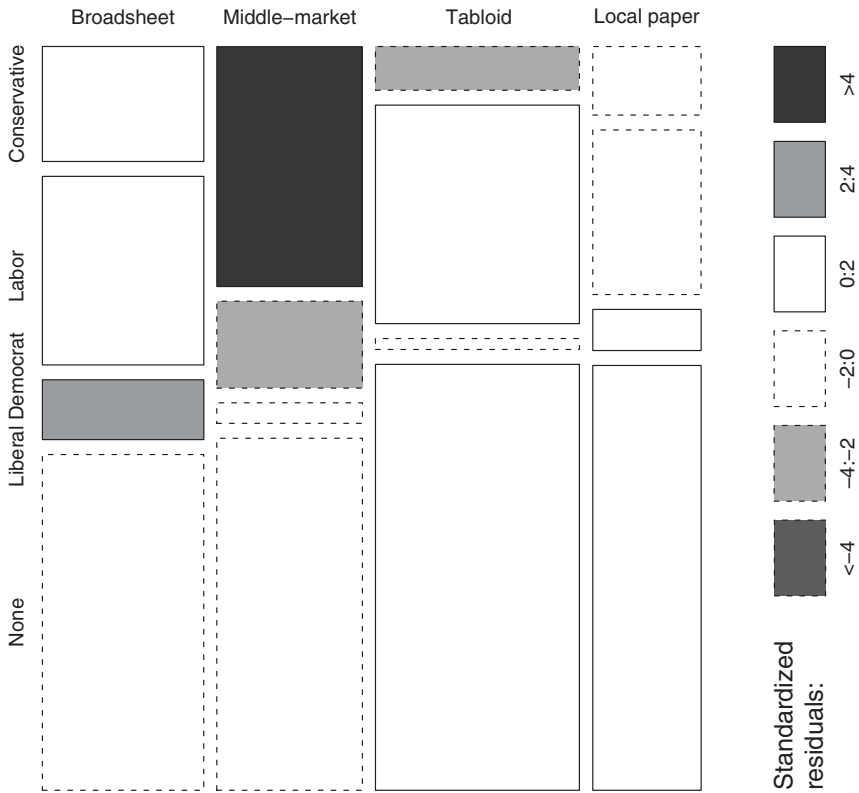 Broadsheet Middle−market Tabloid Local paper
Conservative
Labor
Liberal Democrat
None
>4
2:4
0:2
−2:0
−4:−2
<−4
Standardized
residuals: